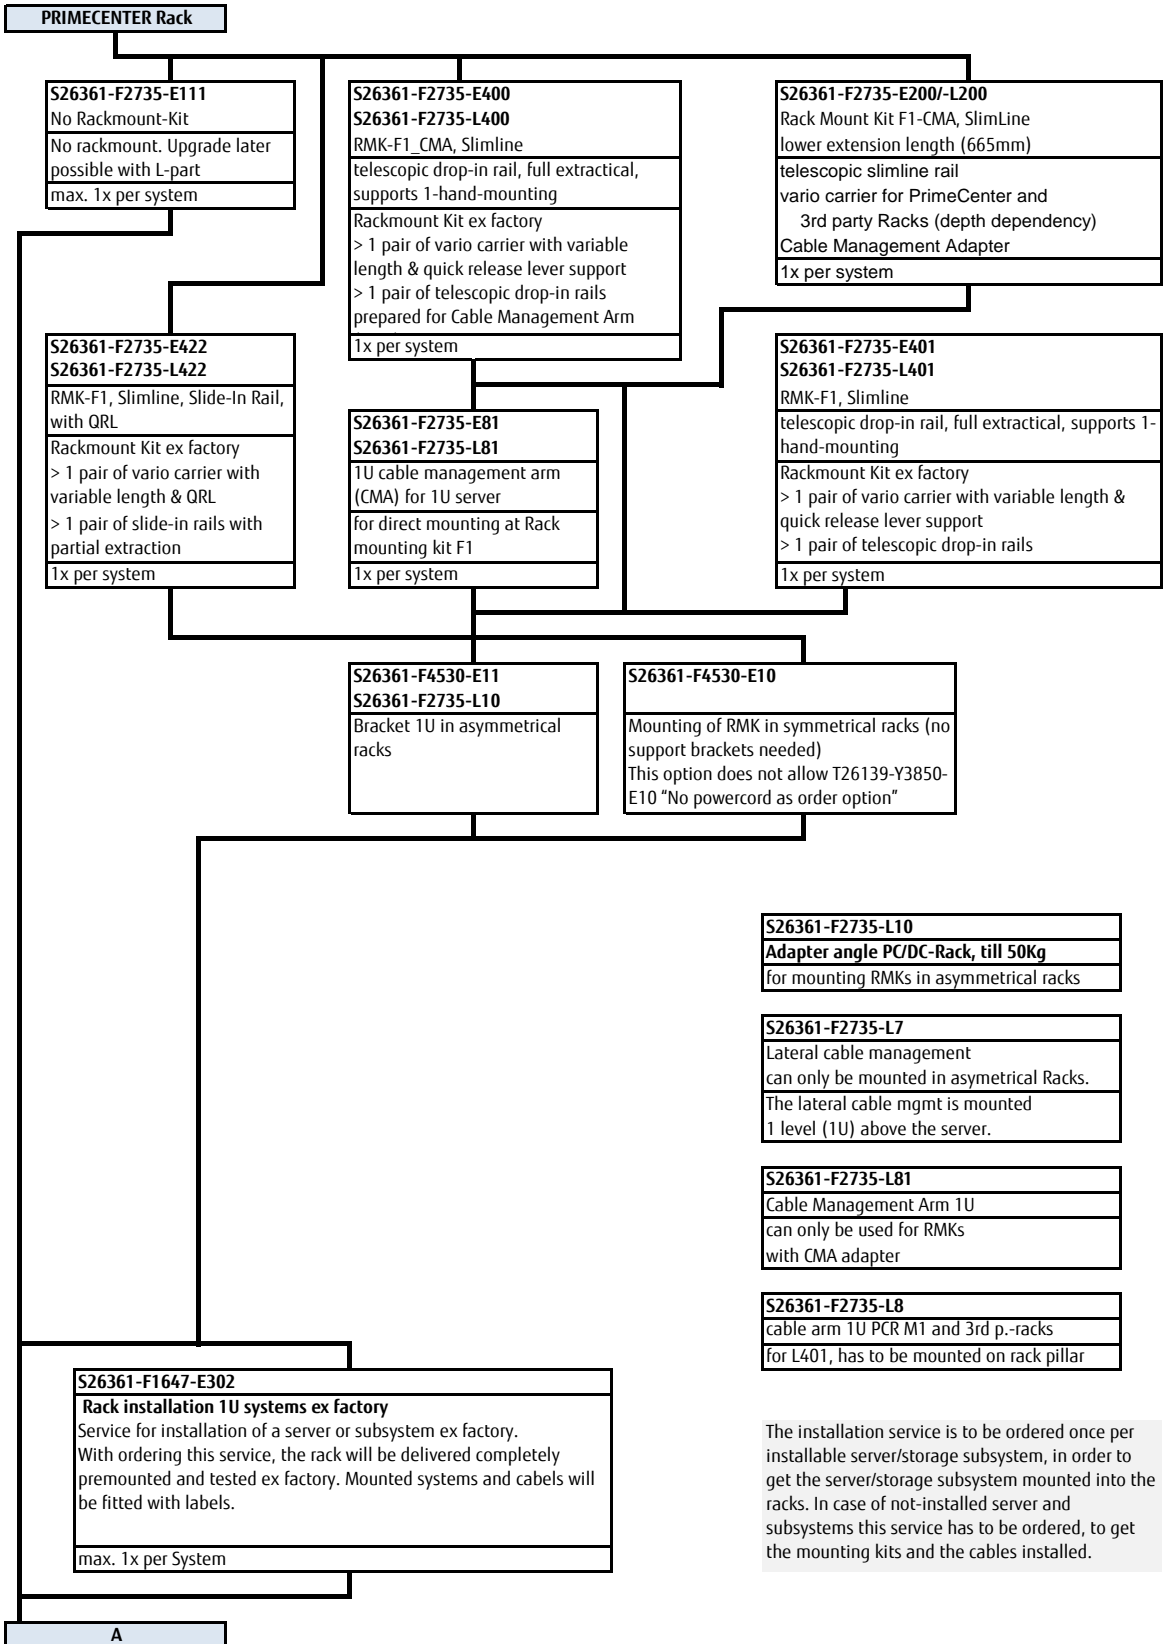 PRIMECENTER Rack
S26361-F2735-E111
No Rackmount-Kit
No rackmount. Upgrade later
possible with L-part
max. 1x per system
S26361-F2735-E400
S26361-F2735-L400
RMK-F1_CMA, Slimline
telescopic drop-in rail, full extractical,
supports 1-hand-mounting
Rackmount Kit ex factory
> 1 pair of vario carrier with variable
length & quick release lever support
> 1 pair of telescopic drop-in rails
prepared for Cable Management Arm
1x per system
S26361-F2735-E200/-L200
Rack Mount Kit F1-CMA, SlimLine
lower extension length (665mm)
telescopic slimline rail
vario carrier for PrimeCenter and
3rd party Racks (depth dependency)
Cable Management Adapter
1x per system
S26361-F2735-E422
S26361-F2735-L422
RMK-F1, Slimline, Slide-In Rail,
with QRL
Rackmount Kit ex factory
> 1 pair of vario carrier with
variable length & QRL
> 1 pair of slide-in rails with
partial extraction
1x per system
S26361-F2735-E81
S26361-F2735-L81
1U cable management arm
(CMA) for 1U server
for direct mounting at Rack
mounting kit F1
1x per system
S26361-F2735-E401
S26361-F2735-L401
RMK-F1, Slimline
telescopic drop-in rail, full extractical, supports 1-
hand-mounting
Rackmount Kit ex factory
> 1 pair of vario carrier with variable length &
quick release lever support
> 1 pair of telescopic drop-in rails
1x per system
S26361-F4530-E11
S26361-F2735-L10
Bracket 1U in asymmetrical
racks
S26361-F4530-E10
Mounting of RMK in symmetrical racks (no
support brackets needed)
This option does not allow T26139-Y3850-
E10 “No powercord as order option”
S26361-F2735-L10
Adapter angle PC/DC-Rack, till 50Kg
for mounting RMKs in asymmetrical racks
S26361-F2735-L7
Lateral cable management
can only be mounted in asymetrical Racks.
The lateral cable mgmt is mounted
1 level (1U) above the server.
S26361-F2735-L81
Cable Management Arm 1U
can only be used for RMKs
with CMA adapter
S26361-F2735-L8
cable arm 1U PCR M1 and 3rd p.-racks
for L401, has to be mounted on rack pillar
S26361-F1647-E302
Rack installation 1U systems ex factory
Service for installation of a server or subsystem ex factory.
With ordering this service, the rack will be delivered completely
premounted and tested ex factory. Mounted systems and cabels will
be fitted with labels.
max. 1x per System
The installation service is to be ordered once per
installable server/storage subsystem, in order to
get the server/storage subsystem mounted into the
racks. In case of not-installed server and
subsystems this service has to be ordered, to get
the mounting kits and the cables installed.
A